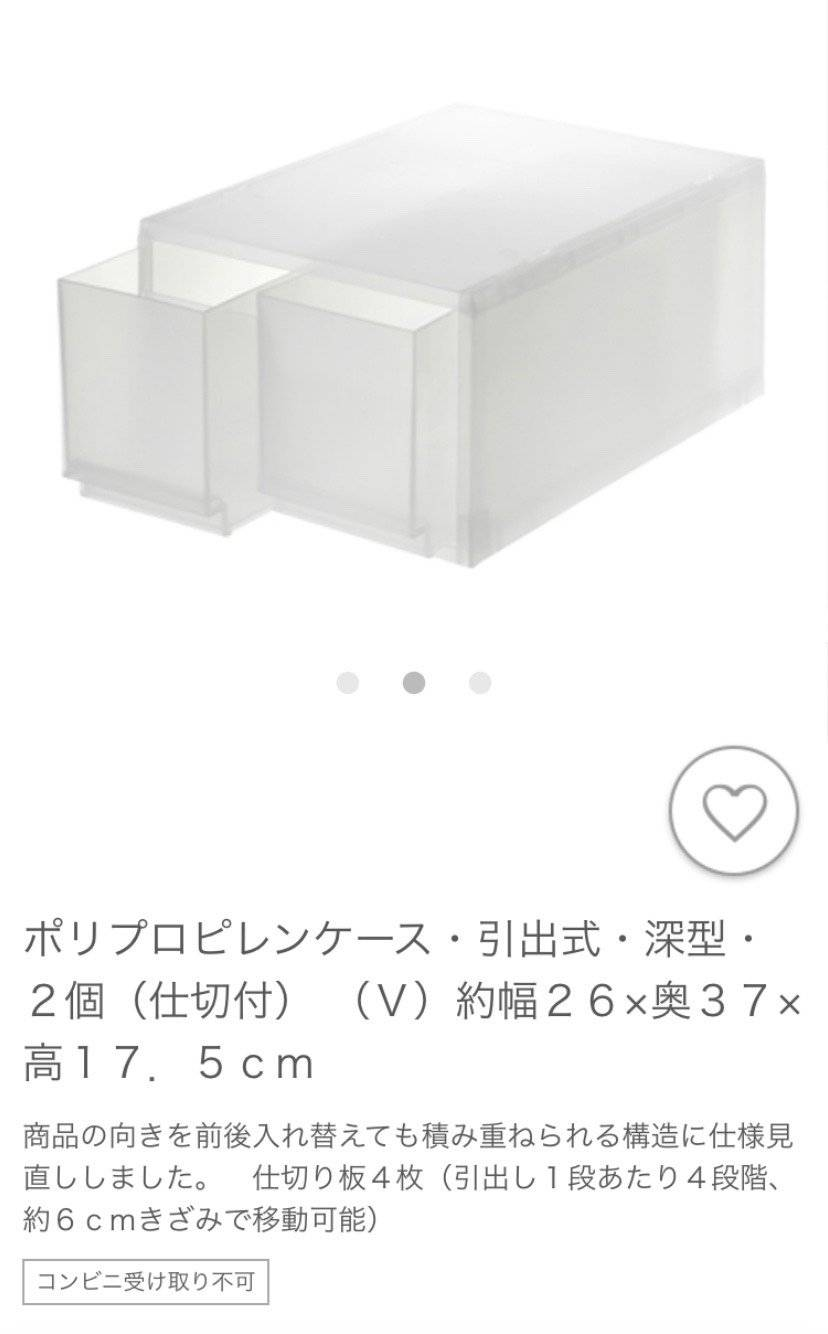 ポリプロピレンケース・引出式・深型・
２個（仕切付）　（Ｖ）約幅２６×奥３７×
高１７．５ｃｍ
商品の向きを前後入れ替えても積み重ねられる構造に仕様見
直ししました。　仕切り板４枚（引出し１段あたり４段階、
約６ｃｍきざみで移動可能）
コンビニ受け取り不可